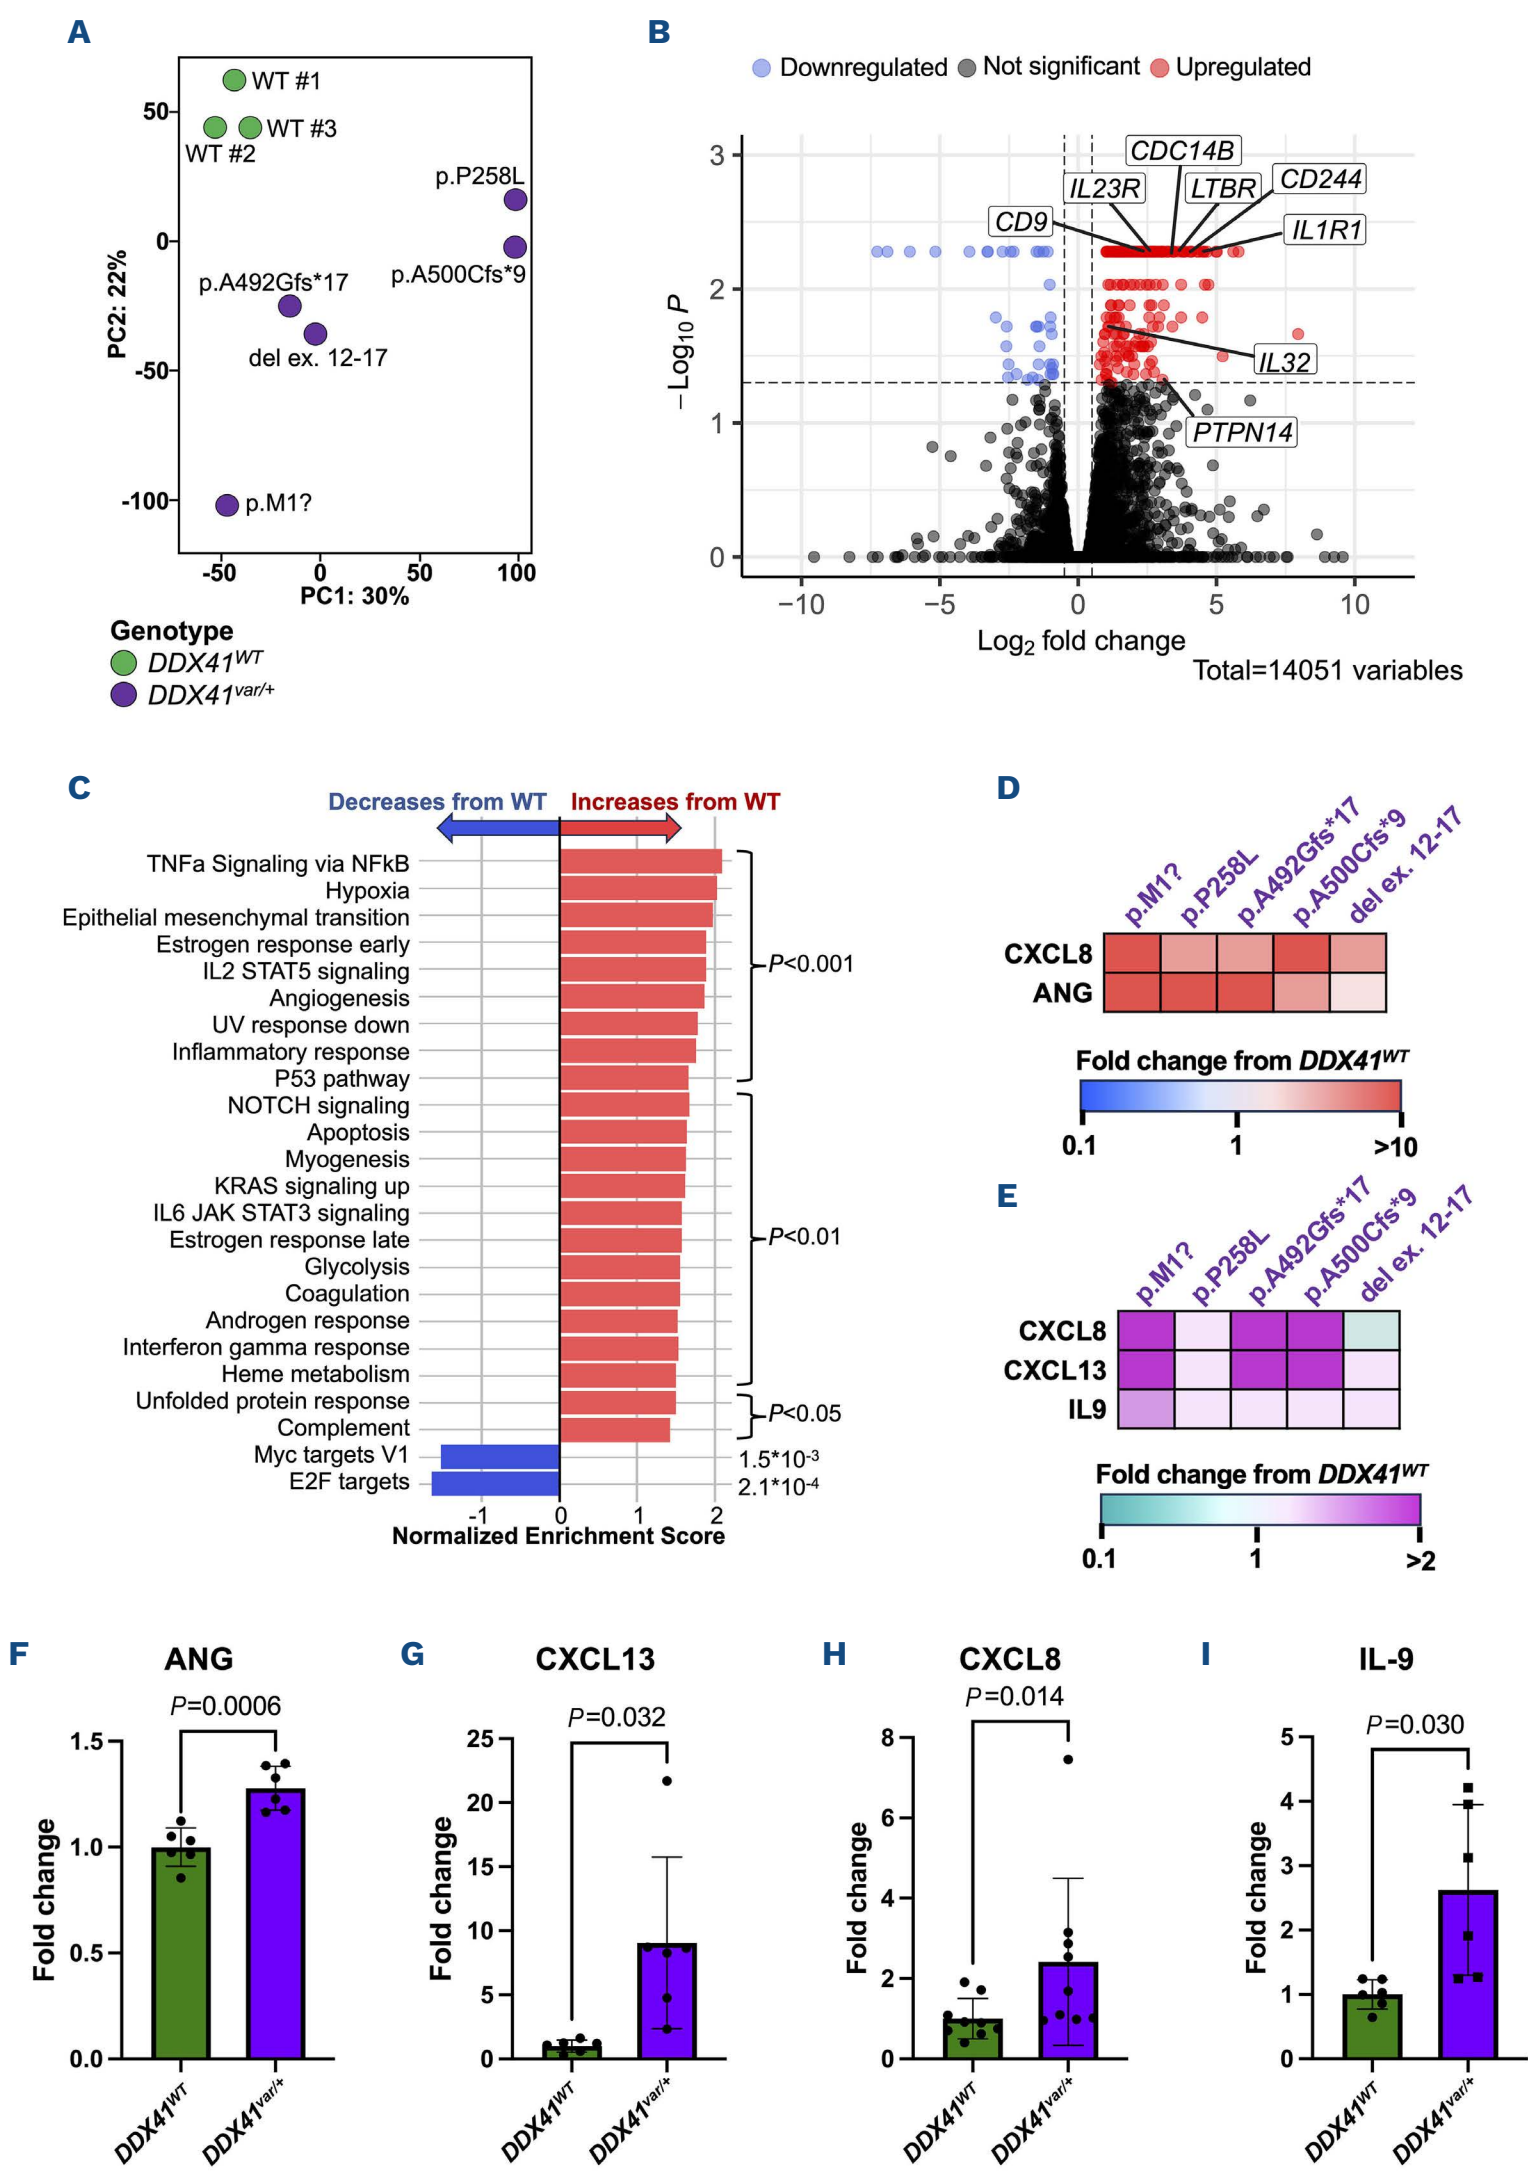 A
WT #1
WT #3
WT #2
p.P258L
p.A500Cfs*9
p.A492Gfs*17
del ex. 12-17
p.M1?
50
0
-50
-100
PC2: 22%
-50 0 50 100
PC1: 30%
Genotype
DDX41WT
DDX41var/+
B
Downregulated Not significant Upregulated
CDC14B
IL23R LTBR CD244
CD9 IL1R1
IL32
PTPN14
3
2
1
0
−Log10 P
−10 −5 0 5 10
Log2 fold change
Total=14051 variables
C
Decreases from WT Increases from WT
TNFa Signaling via NFkB
Hypoxia
Epithelial mesenchymal transition
Estrogen response early
IL2 STAT5 signaling
Angiogenesis
UV response down
Inflammatory response
P53 pathway
P<0.001
NOTCH signaling
Apoptosis
Myogenesis
KRAS signaling up
IL6 JAK STAT3 signaling
Estrogen response late
Glycolysis
Coagulation
Androgen response
Interferon gamma response
Heme metabolism
P<0.01
Unfolded protein response
Complement
P<0.05
Myc targets V1 1.5*10-3
E2F targets 2.1*10-4
-1 0 1 2
Normalized Enrichment Score
D
p.M1? p.P258L p.A492Gfs*17 p.A500Cfs*9 del ex. 12-17
CXCL8
ANG
Fold change from DDX41WT
0.1 1 >10
E
p.M1? p.P258L p.A492Gfs*17 p.A500Cfs*9 del ex. 12-17
CXCL8
CXCL13
IL9
Fold change from DDX41WT
0.1 1 >2
F
ANG
P=0.0006
1.5
1.0
0.5
0.0
Fold change
DDX41WT DDX41var/+
G
CXCL13
P=0.032
25
20
15
10
5
0
Fold change
DDX41WT DDX41var/+
H
CXCL8
P=0.014
8
6
4
2
0
Fold change
DDX41WT DDX41var/+
I
IL-9
P=0.030
5
4
3
2
1
0
Fold change
DDX41WT DDX41var/+